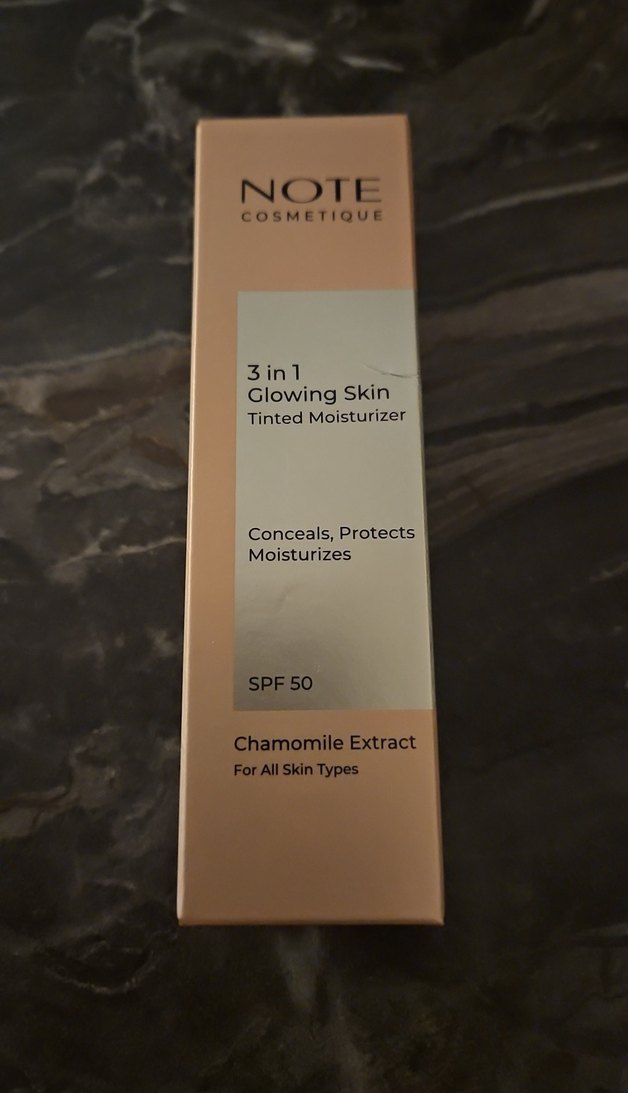 NOTE
COSMETIQUE
3 in 1
Glowing Skin
Tinted Moisturizer
Conceals, Protects
Moisturizes
SPF 50
Chamomile Extract
For All Skin Types